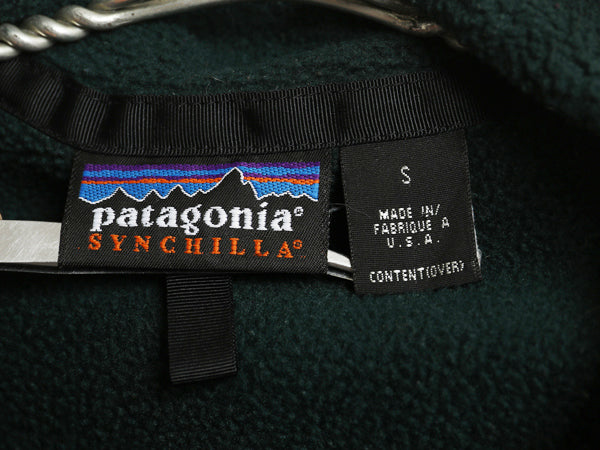 patagonia®
SYNCHILLA®
S
MADE IN/
FABRIQUE A
U.S.A.
CONTENT(OVER)